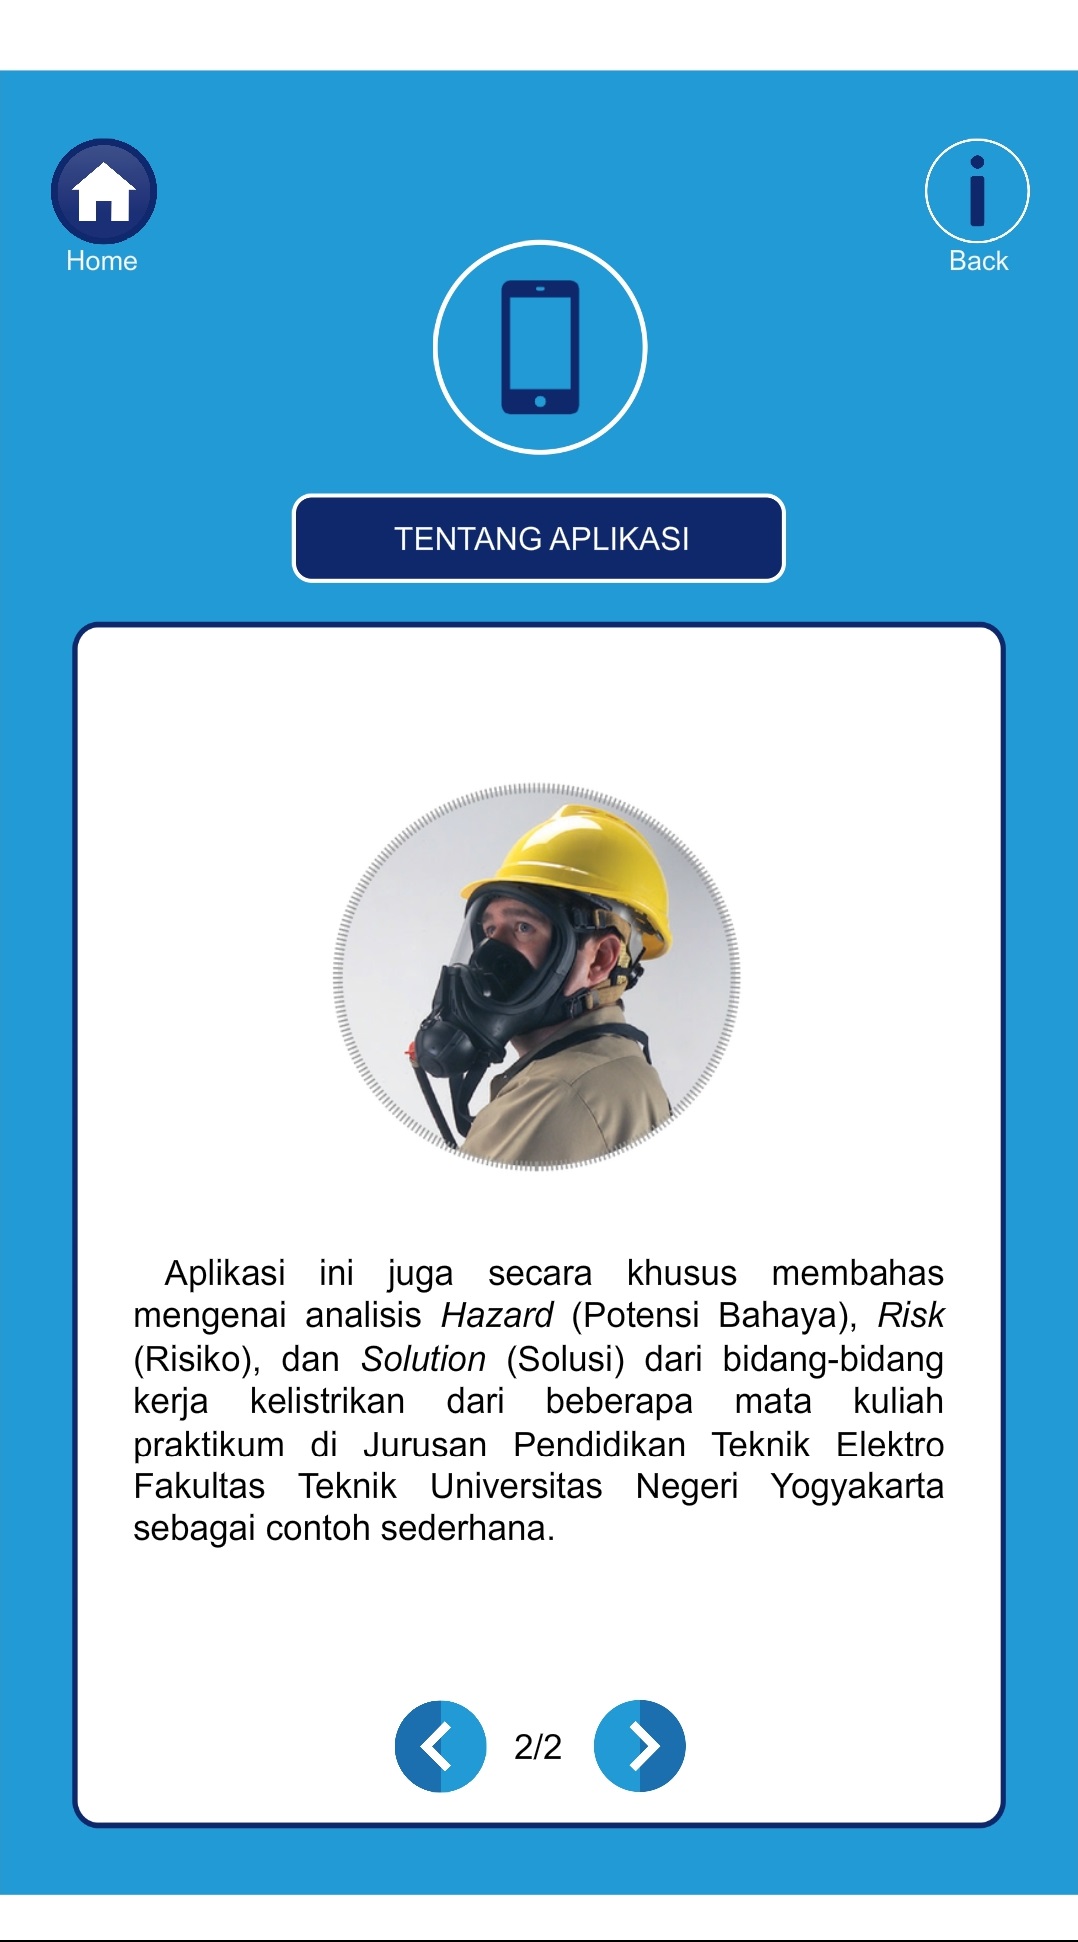 Home
Back
TENTANG APLIKASI
Aplikasi ini juga secara khusus membahas
mengenai analisis Hazard (Potensi Bahaya), Risk
(Risiko), dan Solution (Solusi) dari bidang-bidang
kerja kelistrikan dari beberapa mata kuliah
praktikum di Jurusan Pendidikan Teknik Elektro
Fakultas Teknik Universitas Negeri Yogyakarta
sebagai contoh sederhana.
2/2